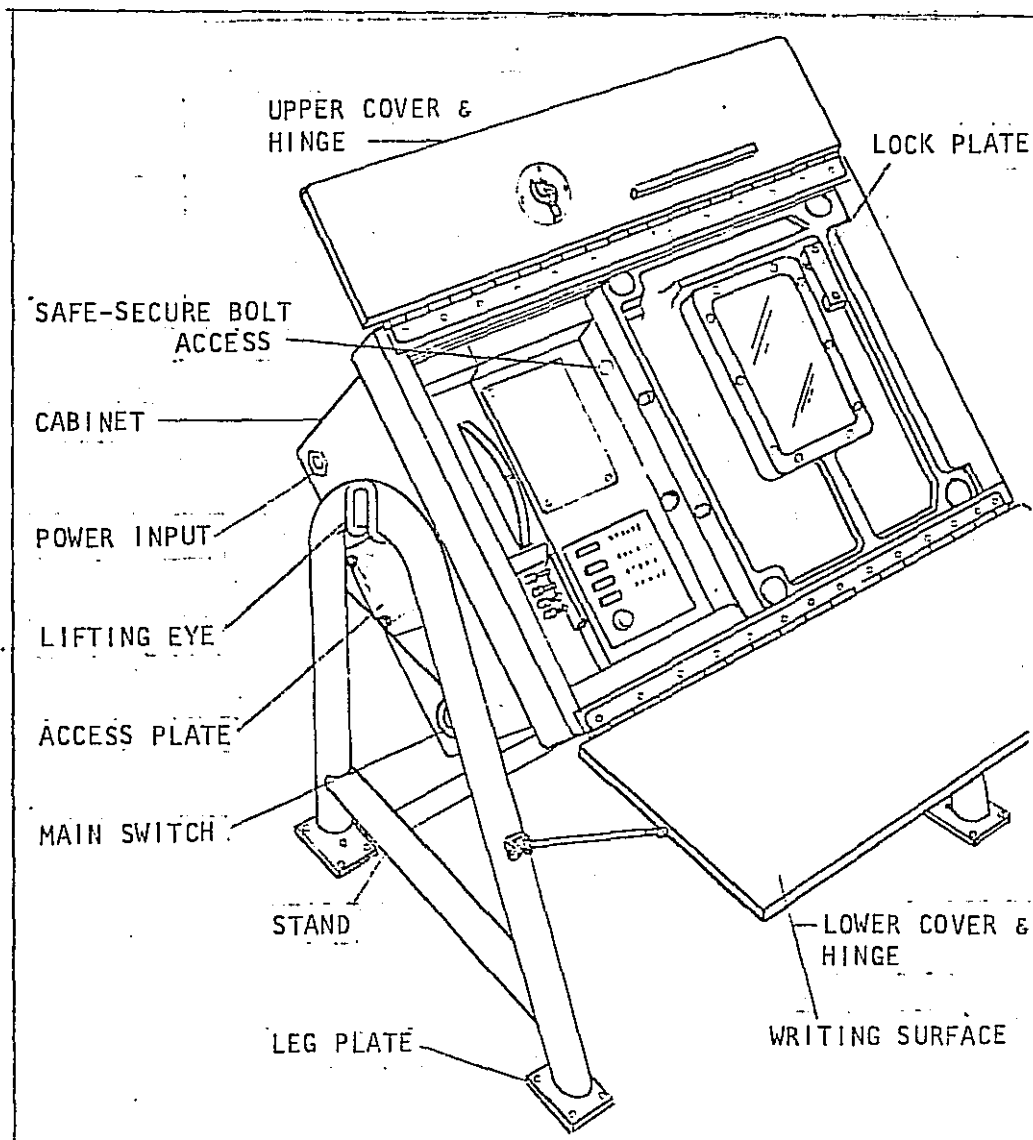 UPPER COVER &
HINGE
LOCK PLATE
SAFE-SECURE BOLT
ACCESS
CABINET
POWER INPUT
LIFTING EYE
ACCESS PLATE
MAIN SWITCH
STAND
LOWER COVER &
HINGE
LEG PLATE
WRITING SURFACE